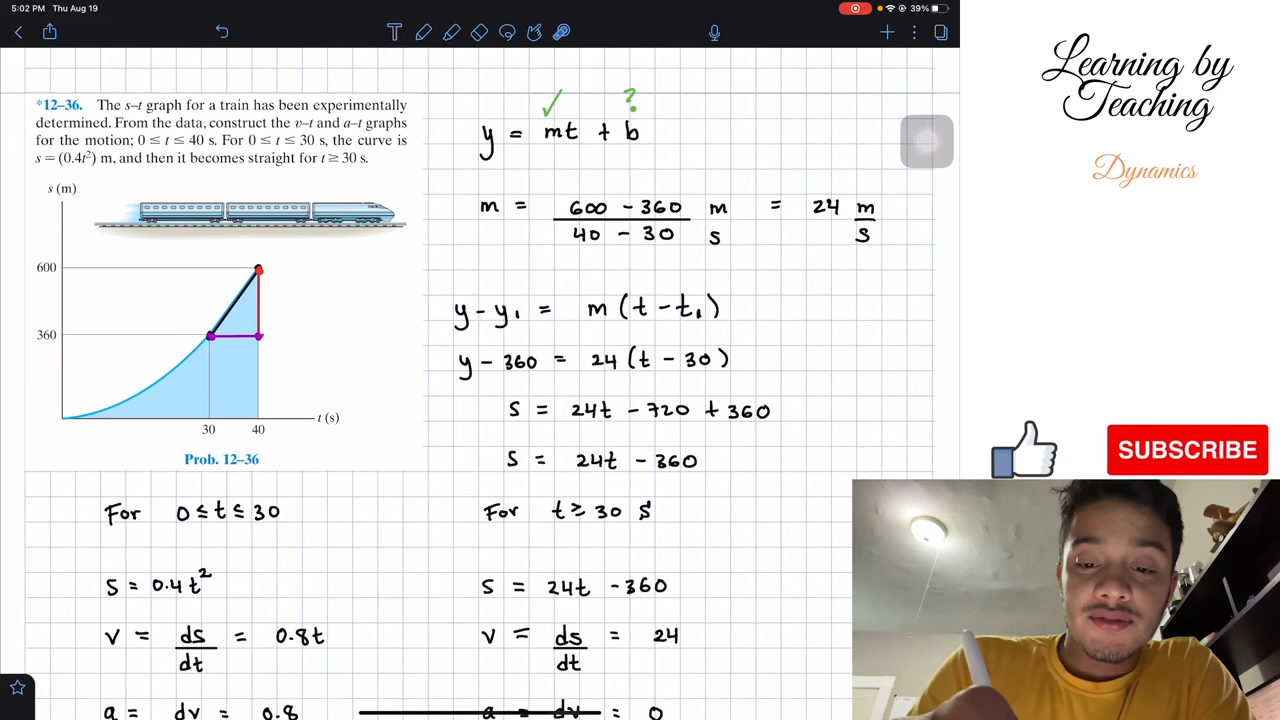 5:02 PM Thu Aug 19
39%
*12–36. The s–t graph for a train has been experimentally
determined. From the data, construct the v–t and a–t graphs
for the motion; 0 ≤ t ≤ 40 s. For 0 ≤ t ≤ 30 s, the curve is
s = (0.4t²) m, and then it becomes straight for t ≥ 30 s.
s (m)
600
360
t (s)
30 40
Prob. 12–36
✓ ?
y = mt + b
m = 600 - 360 m = 24 m
40 - 30 s s
y - y₁ = m (t - t₁)
y - 360 = 24 (t - 30)
s = 24t - 720 + 360
s = 24t - 360
For 0 ≤ t ≤ 30
s = 0.4t²
v = ds = 0.8t
dt
a = dv = 0.8
For t ≥ 30 s
s = 24t - 360
v = ds = 24
dt
a = dv = 0
Learning by
Teaching
Dynamics
SUBSCRIBE